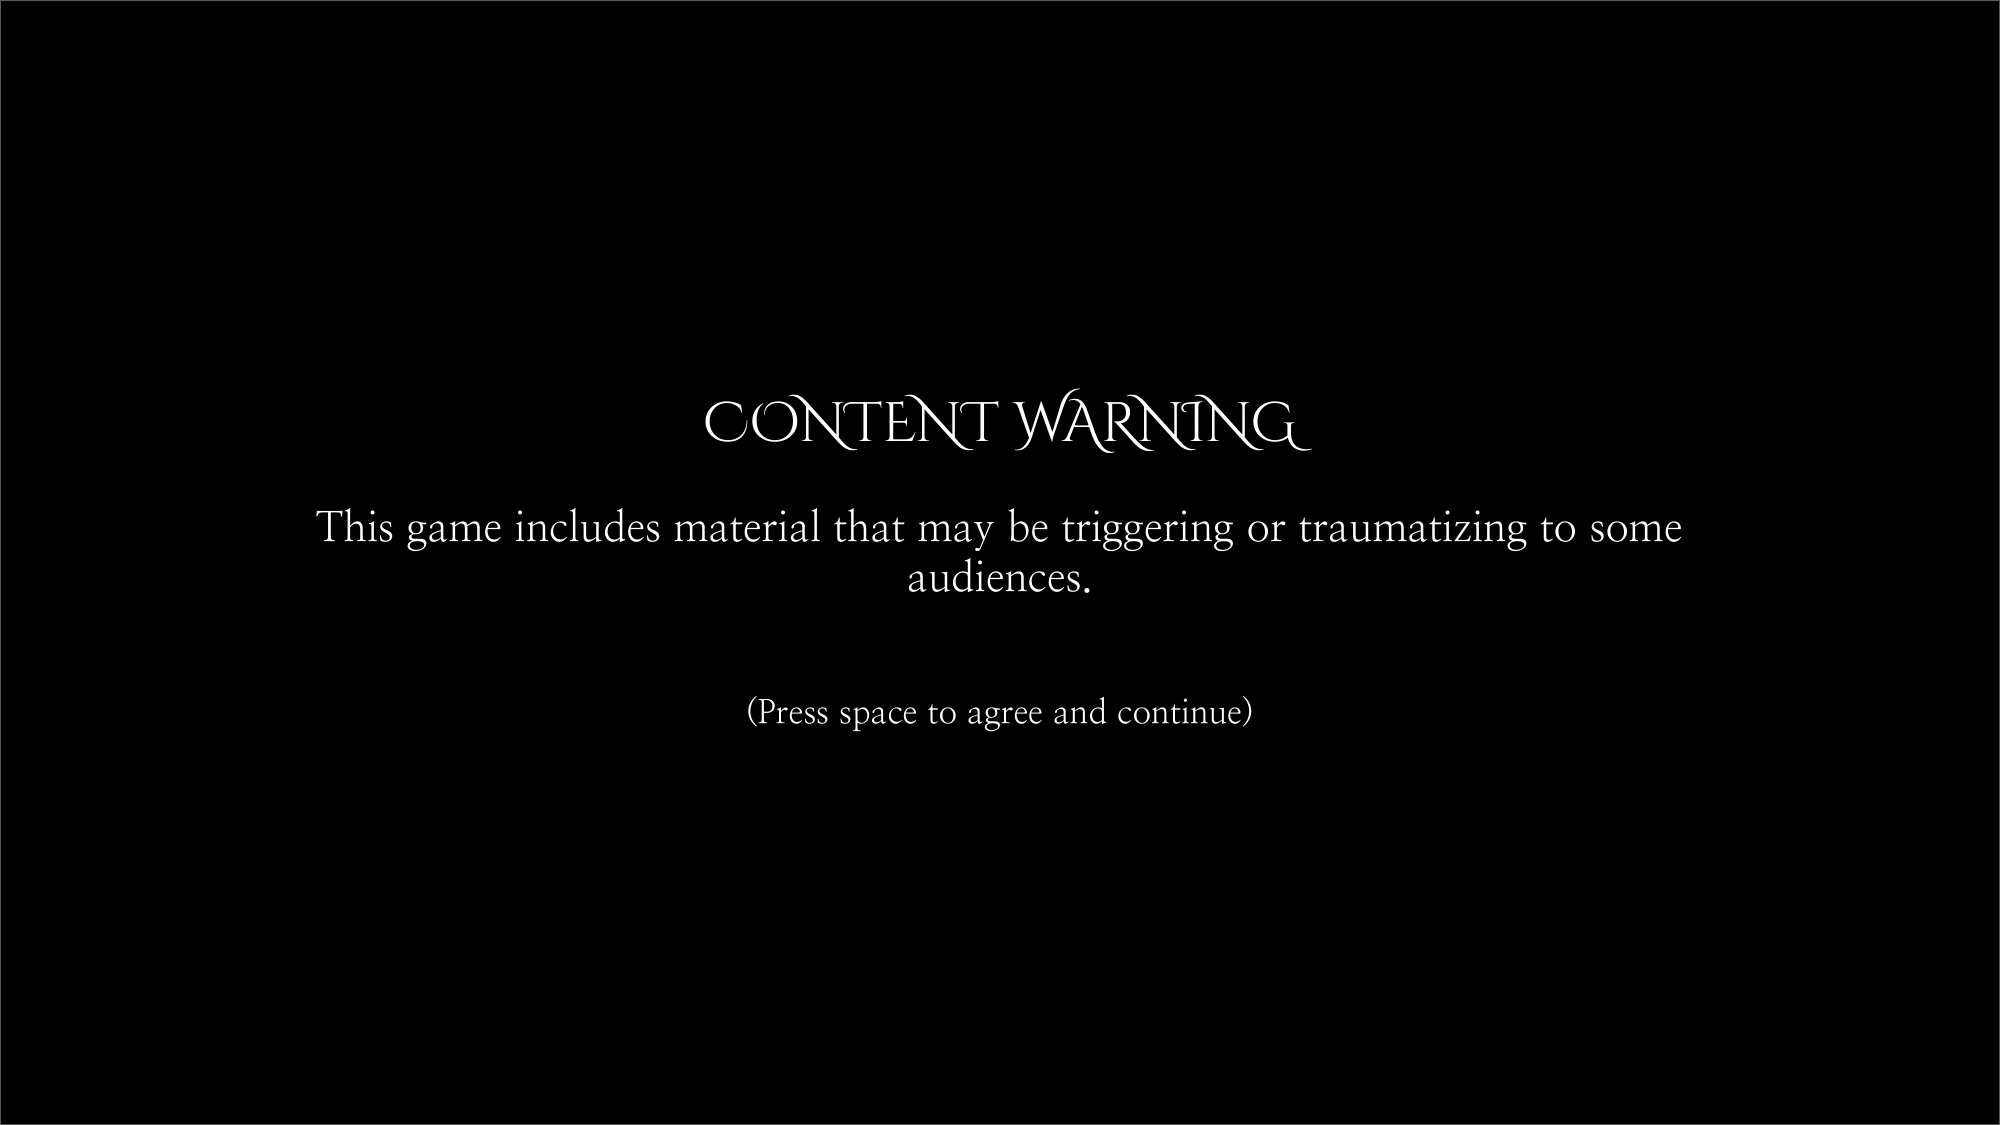 CONTENT WARNING
This game includes material that may be triggering or traumatizing to some
audiences.
(Press space to agree and continue)